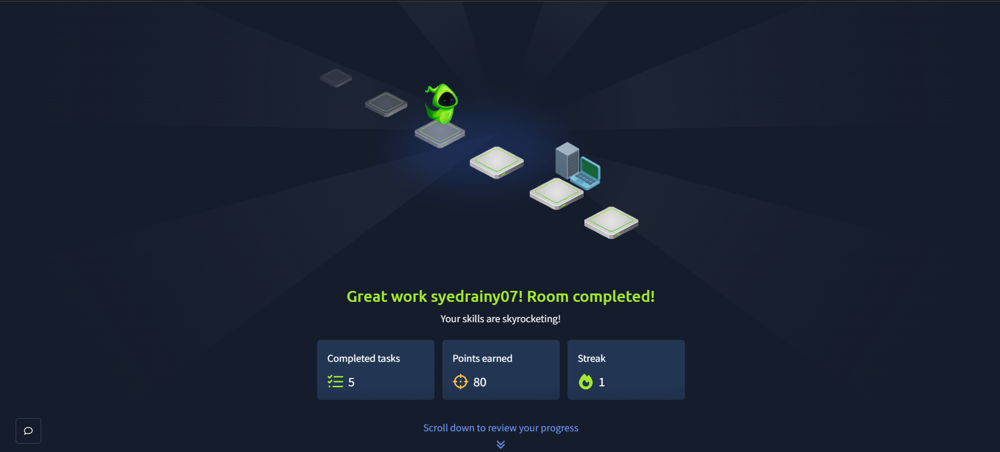 Great work syedrainy07! Room completed!
Your skills are skyrocketing!
Completed tasks
5
Points earned
80
Streak
1
Scroll down to review your progress